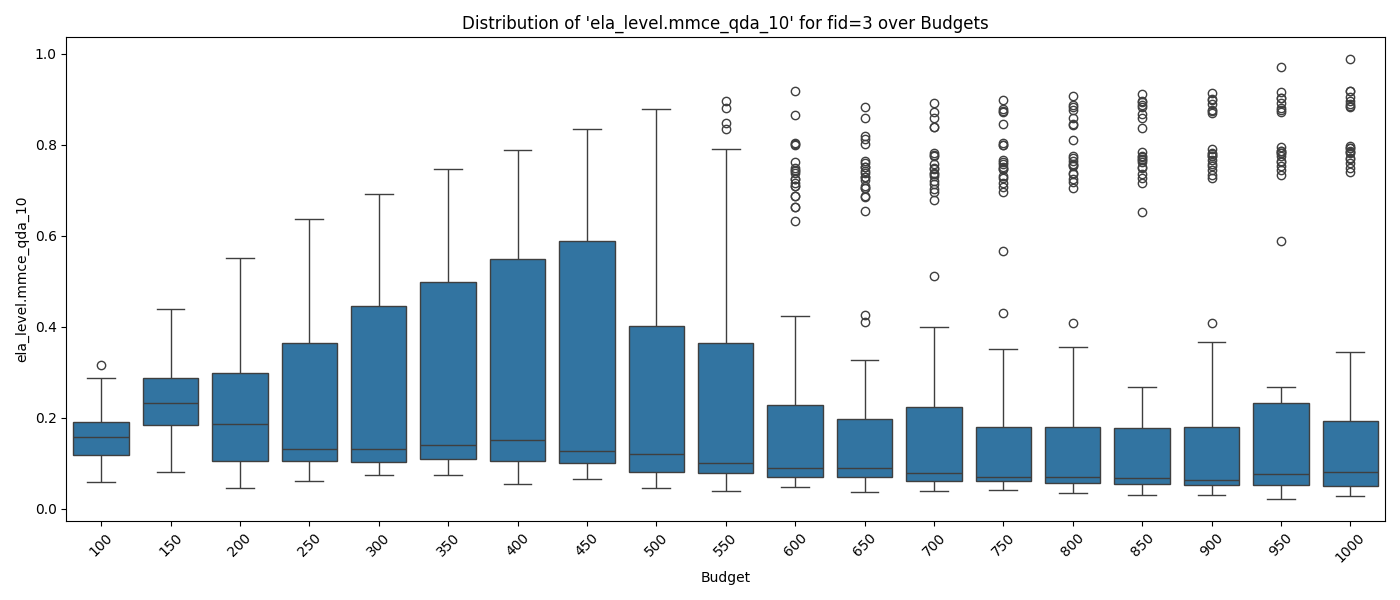 Distribution of 'ela_level.mmce_qda_10' for fid=3 over Budgets
ela_level.mmce_qda_10
1.0
0.8
0.6
0.4
0.2
0.0
100 150 200 250 300 350 400 450 500 550 600 650 700 750 800 850 900 950 1000
Budget